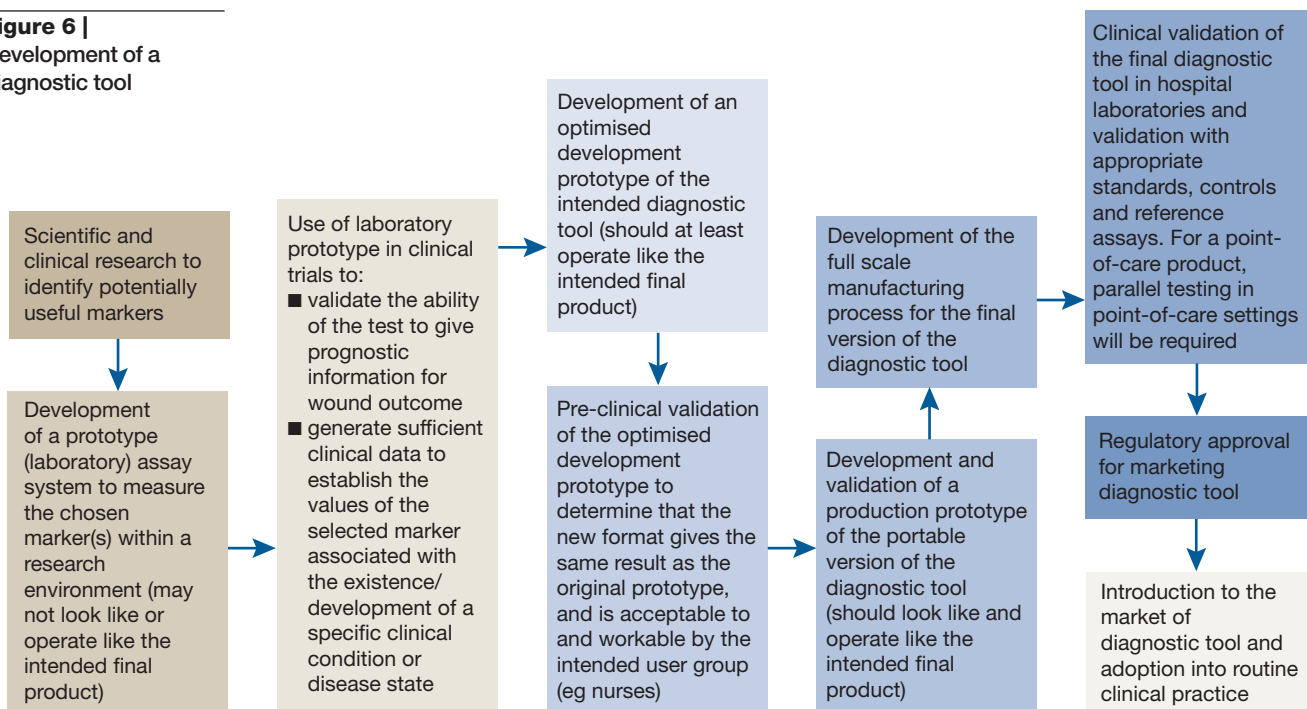 igure 6 |
evelopment of a
iagnostic tool
Scientific and
clinical research to
identify potentially
useful markers
Development
of a prototype
(laboratory) assay
system to measure
the chosen
marker(s) within a
research
environment (may
not look like or
operate like the
intended final
product)
Use of laboratory
prototype in clinical
trials to:
■ validate the ability
of the test to give
prognostic
information for
wound outcome
■ generate sufficient
clinical data to
establish the
values of the
selected marker
associated with
the existence/
development of a
specific clinical
condition or
disease state
Development of an
optimised
development
prototype of the
intended diagnostic
tool (should at least
operate like the
intended final
product)
Pre-clinical validation
of the optimised
development
prototype to
determine that the
new format gives the
same result as the
original prototype,
and is acceptable to
and workable by the
intended user group
(eg nurses)
Development and
validation of a
production prototype
of the portable
version of the
diagnostic tool
(should look like and
operate like the
intended final
product)
Development of the
full scale
manufacturing
process for the final
version of the
diagnostic tool
Clinical validation of
the final diagnostic
tool in hospital
laboratories and
validation with
appropriate
standards, controls
and reference
assays. For a point-
of-care product,
parallel testing in
point-of-care settings
will be required
Regulatory approval
for marketing
diagnostic tool
Introduction to the
market of
diagnostic tool and
adoption into routine
clinical practice